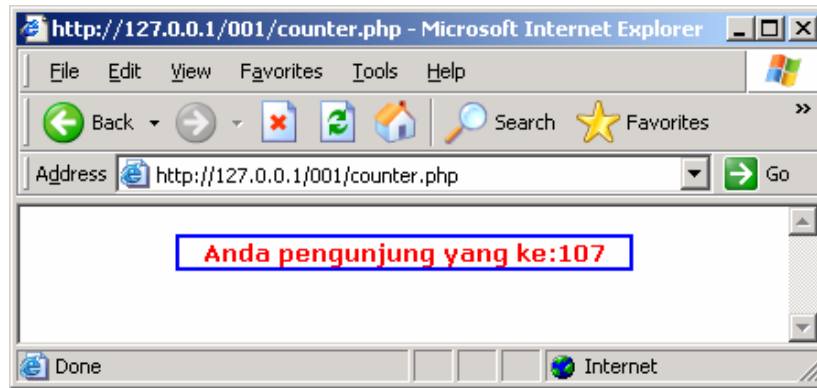 http://127.0.0.1/001/counter.php - Microsoft Internet Explorer
File Edit View Favorites Tools Help
Back Search Favorites »
Address http://127.0.0.1/001/counter.php Go
Anda pengunjung yang ke:107
Done Internet